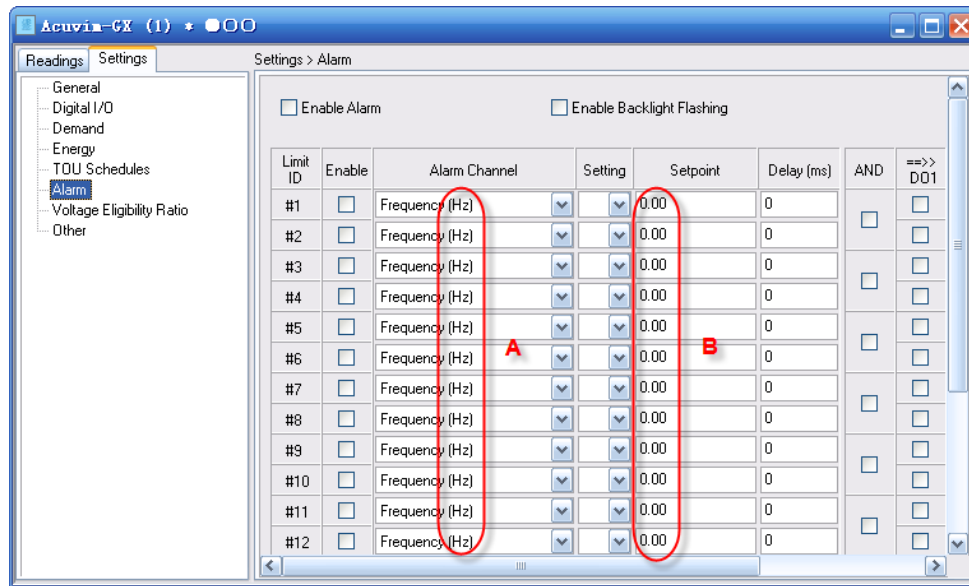 Acuvim-GX (1) *
Readings Settings Settings > Alarm
General
Digital I/O
Demand
Energy
TOU Schedules
Alarm
Voltage Eligibility Ratio
Other
Enable Alarm Enable Backlight Flashing
Limit ID Enable Alarm Channel Setting Setpoint Delay (ms) AND ==>> DO1
#1 Frequency (Hz) 0.00 0
#2 Frequency (Hz) 0.00 0
#3 Frequency (Hz) 0.00 0
#4 Frequency (Hz) 0.00 0
#5 Frequency (Hz) 0.00 0
A B
#6 Frequency (Hz) 0.00 0
#7 Frequency (Hz) 0.00 0
#8 Frequency (Hz) 0.00 0
#9 Frequency (Hz) 0.00 0
#10 Frequency (Hz) 0.00 0
#11 Frequency (Hz) 0.00 0
#12 Frequency (Hz) 0.00 0